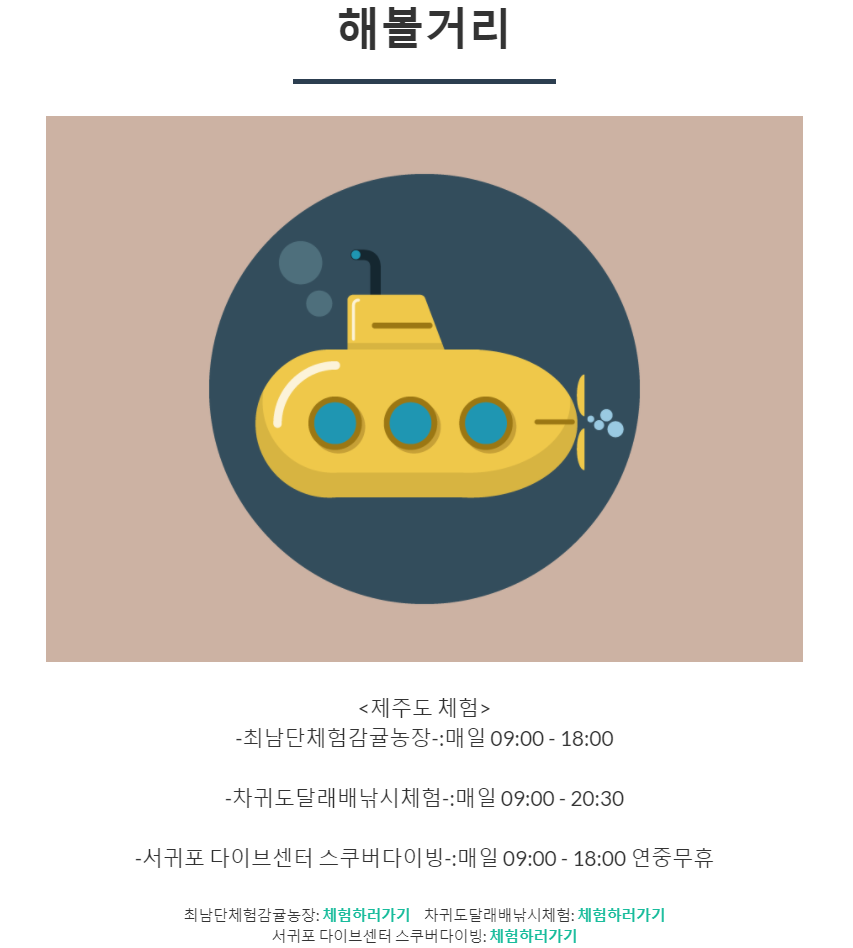 해볼거리
<제주도 체험>
-최남단체험감귤농장-:매일 09:00 - 18:00
-차귀도달래배낚시체험-:매일 09:00 - 20:30
-서귀포 다이브센터 스쿠버다이빙-:매일 09:00 - 18:00 연중무휴
최남단체험감귤농장: 체험하러가기 차귀도달래배낚시체험: 체험하러가기
서귀포 다이브센터 스쿠버다이빙: 체험하러가기